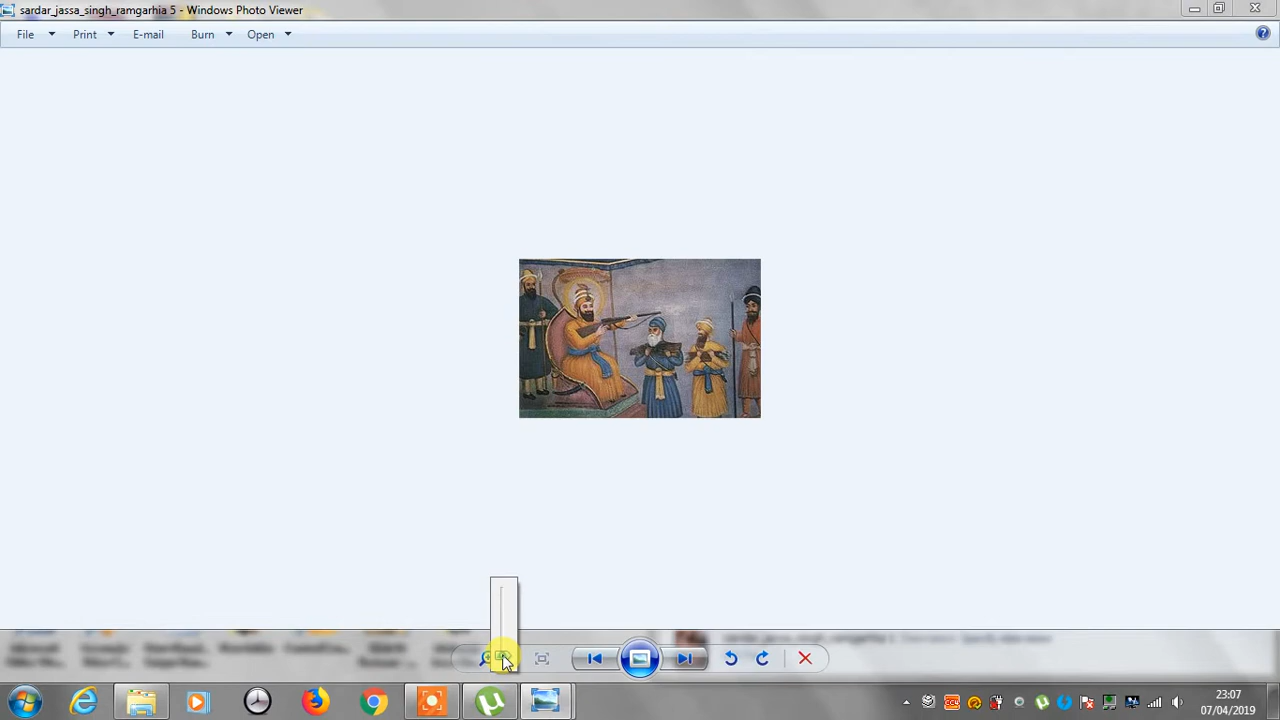 sardar_jassa_singh_ramgarhia 5 - Windows Photo Viewer
File Print E-mail Burn Open
23:07
07/04/2019